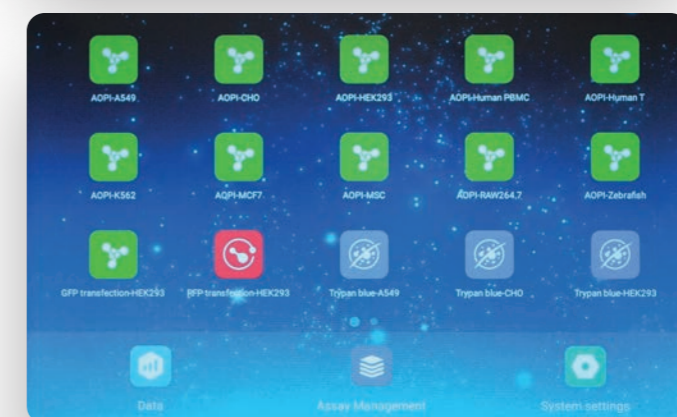 AOPI-A549
AOPI-CHO
AOPI-HEK293
AOPI-Human PBMC
AOPI-Human T
AOPI-K562
AOPI-MCF7
AOPI-MSC
AOPI-RAW264.7
AOPI-Zebrafish
GFP transfection-HEK293
RFP transfection-HEK293
Trypan blue-A549
Trypan blue-CHO
Trypan blue-HEK293
Data
Assay Management
System settings